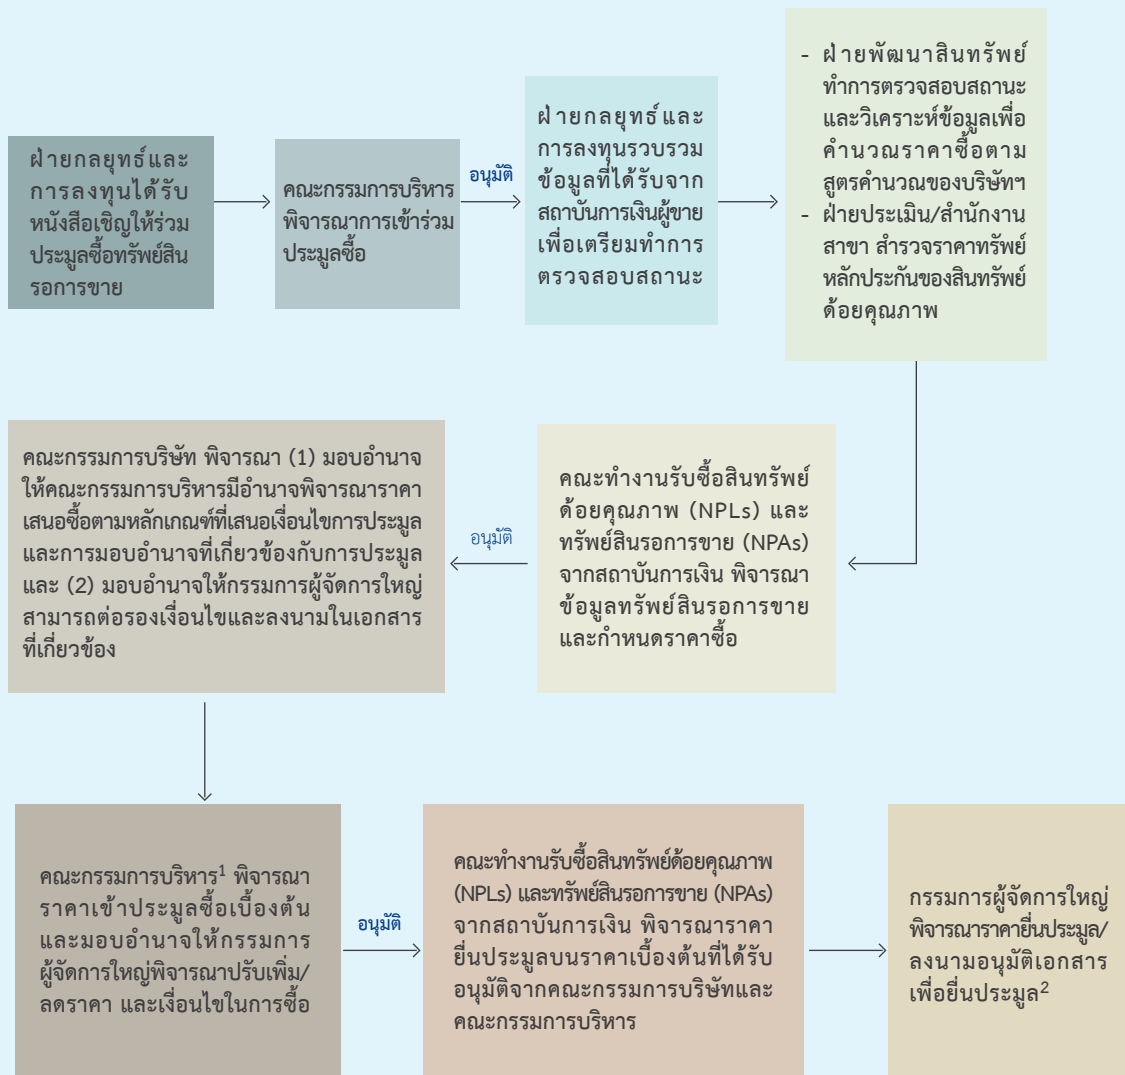 ฝ่ายกลยุทธ์และ
การลงทุนได้รับ
หนังสือเชิญให้ร่วม
ประมูลซื้อทรัพย์สิน
รอการขาย
คณะกรรมการบริหาร
พิจารณาการเข้าร่วม
ประมูลซื้อ
อนุมัติ
ฝ่ายกลยุทธ์และ
การลงทุนรวบรวม
ข้อมูลที่ได้รับจาก
สถาบันการเงินผู้ขาย
เพื่อเตรียมทำการ
ตรวจสอบสถานะ
- ฝ่ายพัฒนาสินทรัพย์
ทำการตรวจสอบสถานะ
และวิเคราะห์ข้อมูลเพื่อ
คำนวณราคาซื้อตาม
สูตรคำนวณของบริษัทฯ
- ฝ่ายประเมิน/สำนักงาน
สาขา สำรวจราคาทรัพย์
หลักประกันของสินทรัพย์
ด้อยคุณภาพ
คณะทำงานรับซื้อสินทรัพย์
ด้อยคุณภาพ (NPLs) และ
ทรัพย์สินรอการขาย (NPAs)
จากสถาบันการเงิน พิจารณา
ข้อมูลทรัพย์สินรอการขาย
และกำหนดราคาซื้อ
อนุมัติ
คณะกรรมการบริษัท พิจารณา (1) มอบอำนาจ
ให้คณะกรรมการบริหารมีอำนาจพิจารณาราคา
เสนอซื้อตามหลักเกณฑ์ที่เสนอเงื่อนไขการประมูล
และการมอบอำนาจที่เกี่ยวข้องกับการประมูล
และ (2) มอบอำนาจให้กรรมการผู้จัดการใหญ่
สามารถต่อรองเงื่อนไขและลงนามในเอกสาร
ที่เกี่ยวข้อง
คณะกรรมการบริหาร¹ พิจารณา
ราคาเข้าประมูลซื้อเบื้องต้น
และมอบอำนาจให้กรรมการ
ผู้จัดการใหญ่พิจารณาปรับเพิ่ม/
ลดราคา และเงื่อนไขในการซื้อ
อนุมัติ
คณะทำงานรับซื้อสินทรัพย์ด้อยคุณภาพ
(NPLs) และทรัพย์สินรอการขาย (NPAs)
จากสถาบันการเงิน พิจารณาราคา
ยื่นประมูลบนราคาเบื้องต้นที่ได้รับ
อนุมัติจากคณะกรรมการบริษัทและ
คณะกรรมการบริหาร
กรรมการผู้จัดการใหญ่
พิจารณาราคายื่นประมูล/
ลงนามอนุมัติเอกสาร
เพื่อยื่นประมูล²